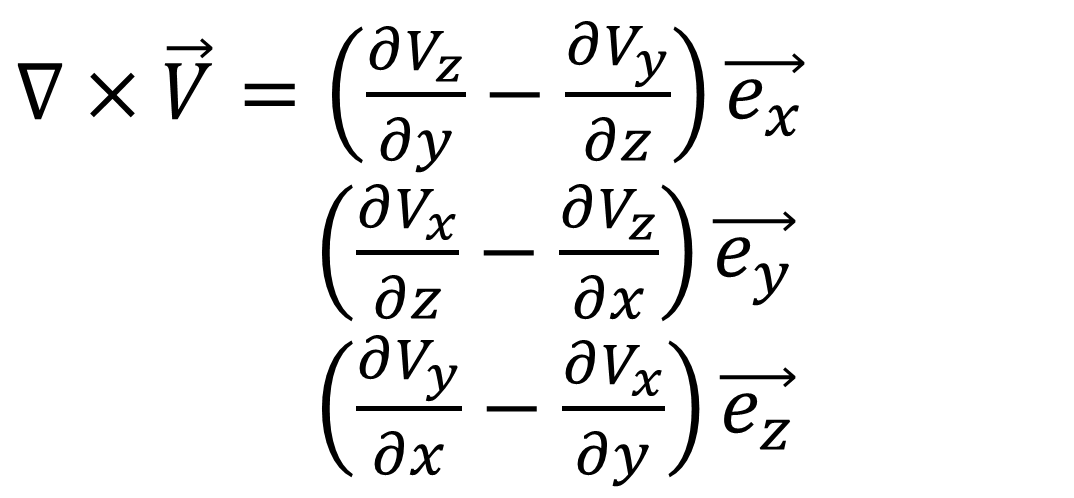 ∇ × V⃗ = (∂V_z/∂y − ∂V_y/∂z) e_x⃗
(∂V_x/∂z − ∂V_z/∂x) e_y⃗
(∂V_y/∂x − ∂V_x/∂y) e_z⃗